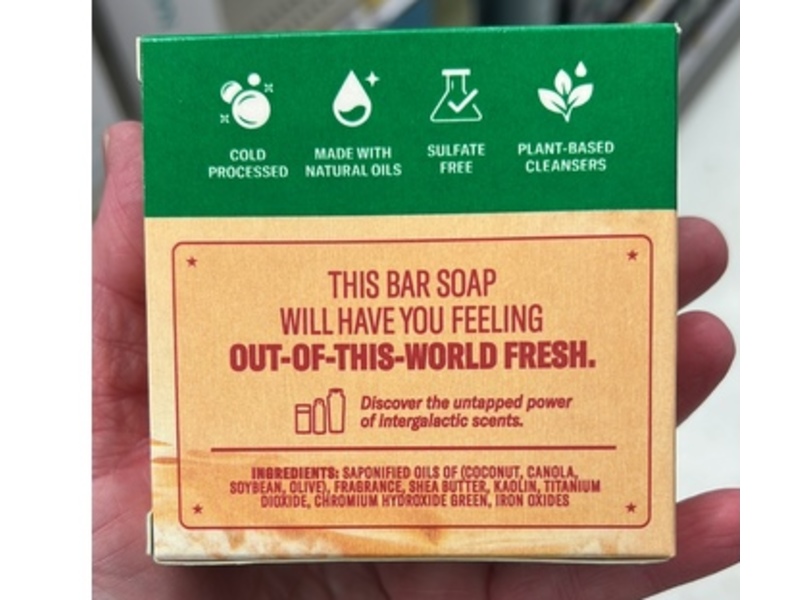 COLD
PROCESSED
MADE WITH
NATURAL OILS
SULFATE
FREE
PLANT-BASED
CLEANSERS
THIS BAR SOAP
WILL HAVE YOU FEELING
OUT-OF-THIS-WORLD FRESH.
Discover the untapped power
of intergalactic scents.
INGREDIENTS: SAPONIFIED OILS OF (COCONUT, CANOLA,
SOYBEAN, OLIVE), FRAGRANCE, SHEA BUTTER, KAOLIN, TITANIUM
DIOXIDE, CHROMIUM HYDROXIDE GREEN, IRON OXIDES